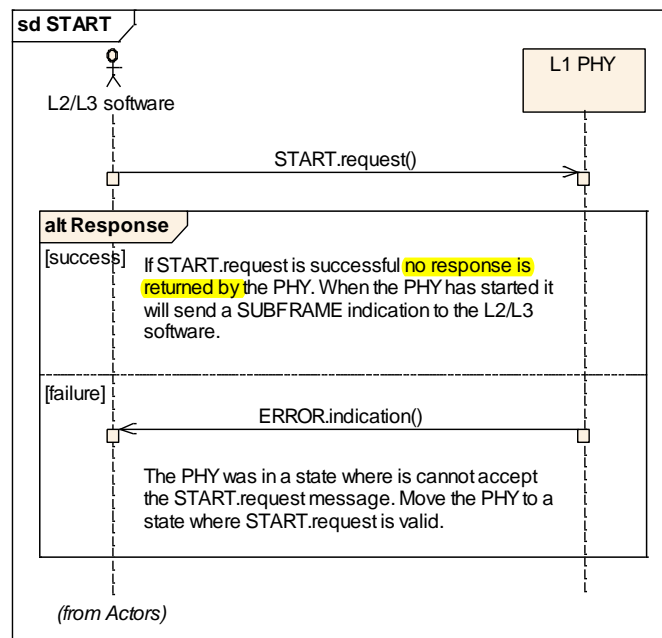 sd START
L2/L3 software
L1 PHY
START.request()
alt Response
[success]
If START.request is successful no response is
returned by the PHY. When the PHY has started it
will send a SUBFRAME indication to the L2/L3
software.
[failure]
ERROR.indication()
The PHY was in a state where is cannot accept
the START.request message. Move the PHY to a
state where START.request is valid.
(from Actors)